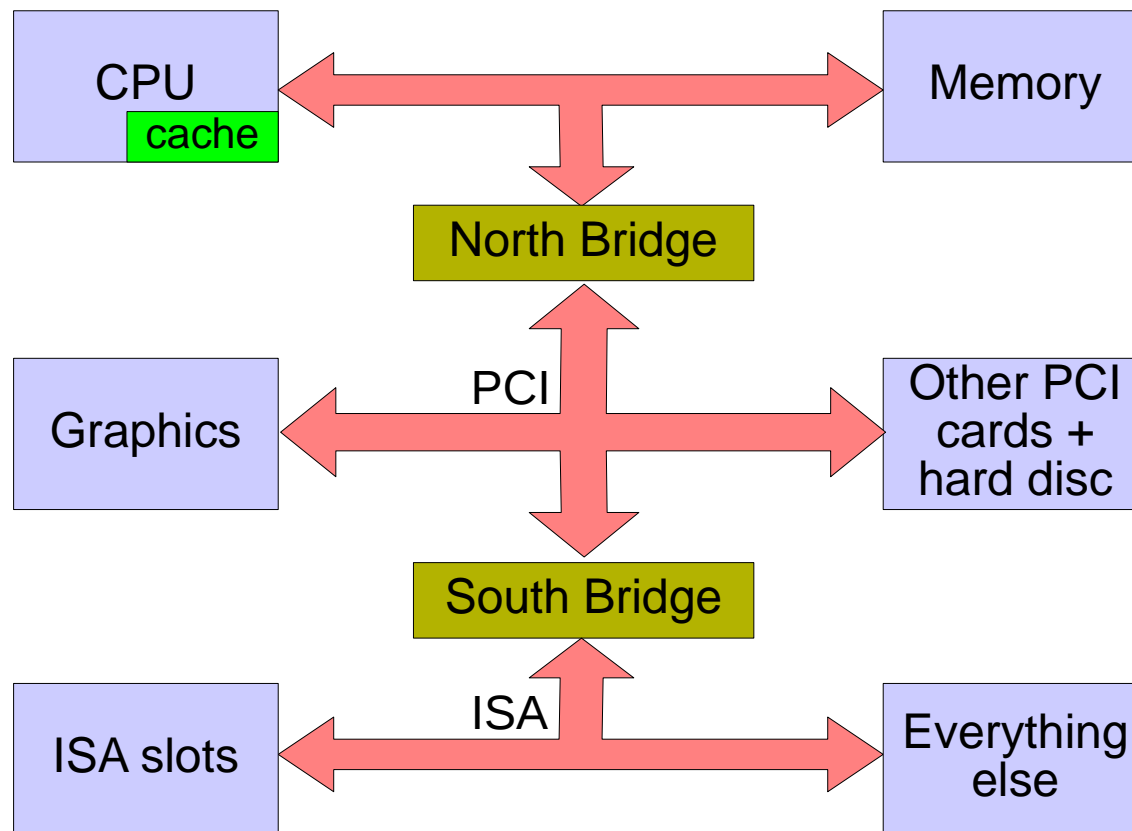 CPU
cache
Memory
North Bridge
PCI
Graphics
Other PCI
cards +
hard disc
South Bridge
ISA
ISA slots
Everything
else